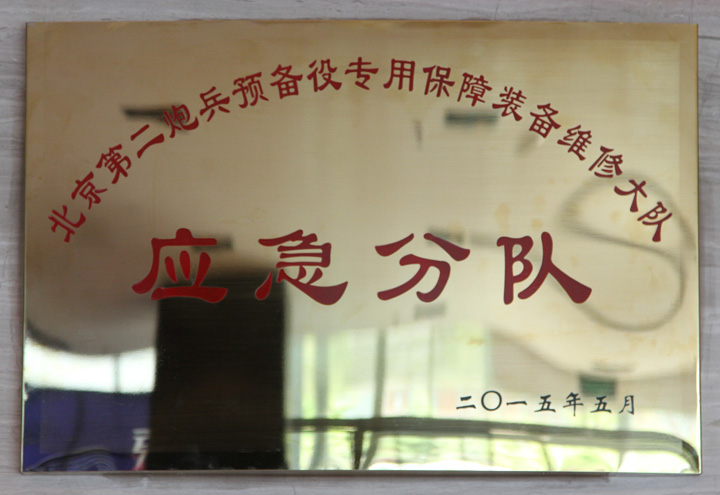 北京第二炮兵预备役专用保障装备维修大队
应急分队
二〇一五年五月